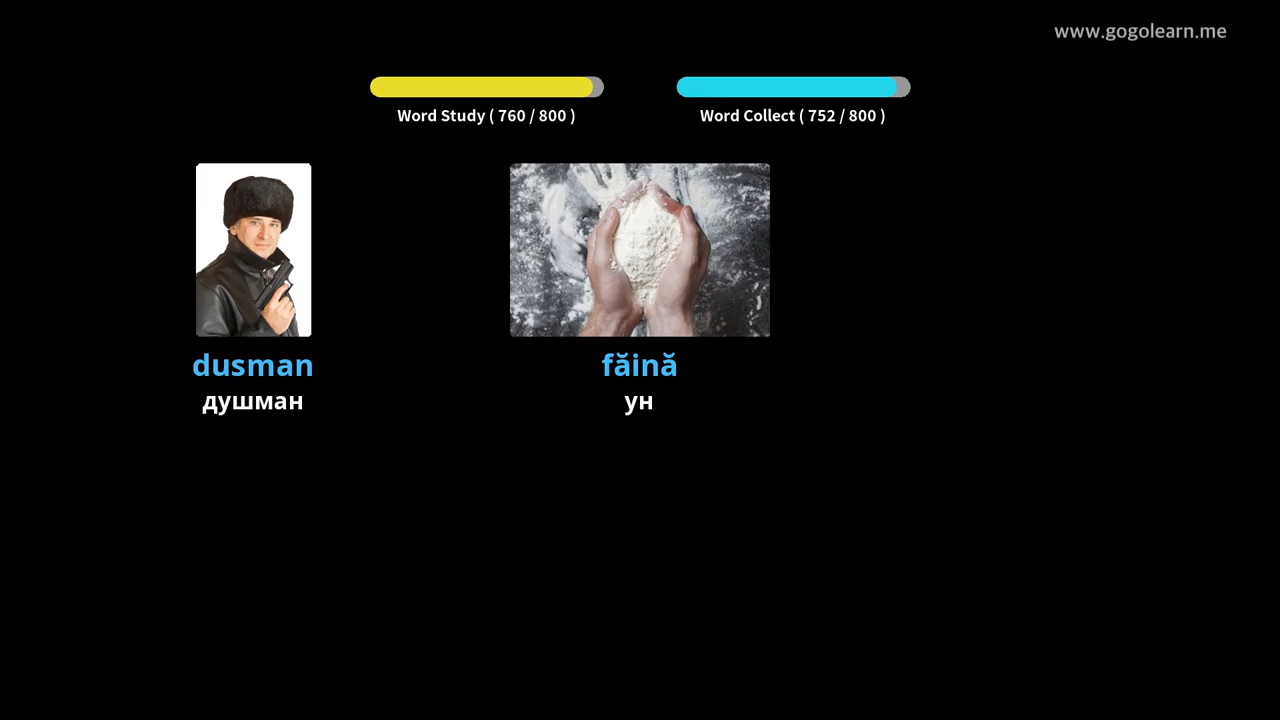 www.gogolearn.me
Word Study ( 760 / 800 )
Word Collect ( 752 / 800 )
dusman
душман
făină
ун